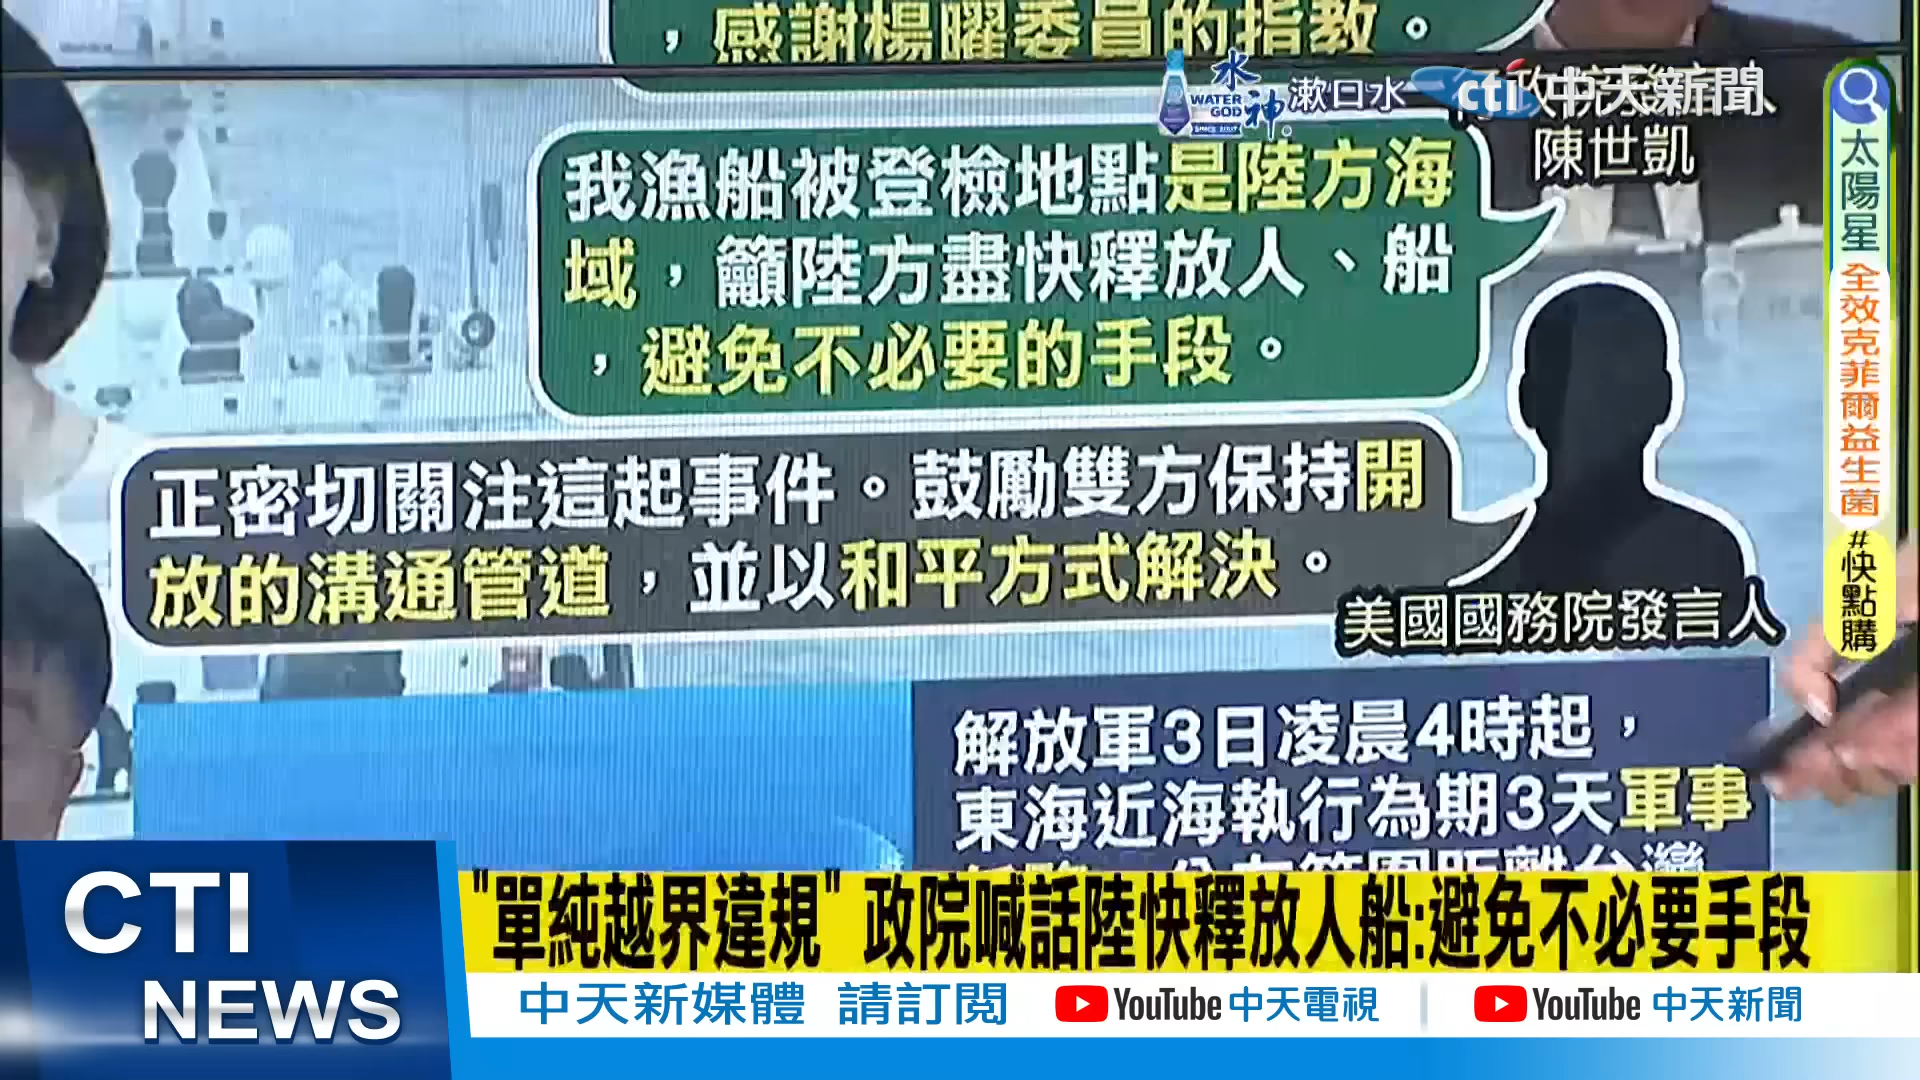 ，感謝楊曜委員的指教。
水神
WATER GOD
SINCE 2007
漱口水
cti中天新聞
陳世凱
我漁船被登檢地點是陸方海
域，籲陸方盡快釋放人、船
，避免不必要的手段。
正密切關注這起事件。鼓勵雙方保持開
放的溝通管道，並以和平方式解決。
美國國務院發言人
解放軍3日凌晨4時起，
東海近海執行為期3天軍事
太陽星
全效克菲爾益生菌
#快點購
CTI
NEWS
"單純越界違規" 政院喊話陸快釋放人船:避免不必要手段
中天新媒體 請訂閱 YouTube 中天電視 | YouTube 中天新聞